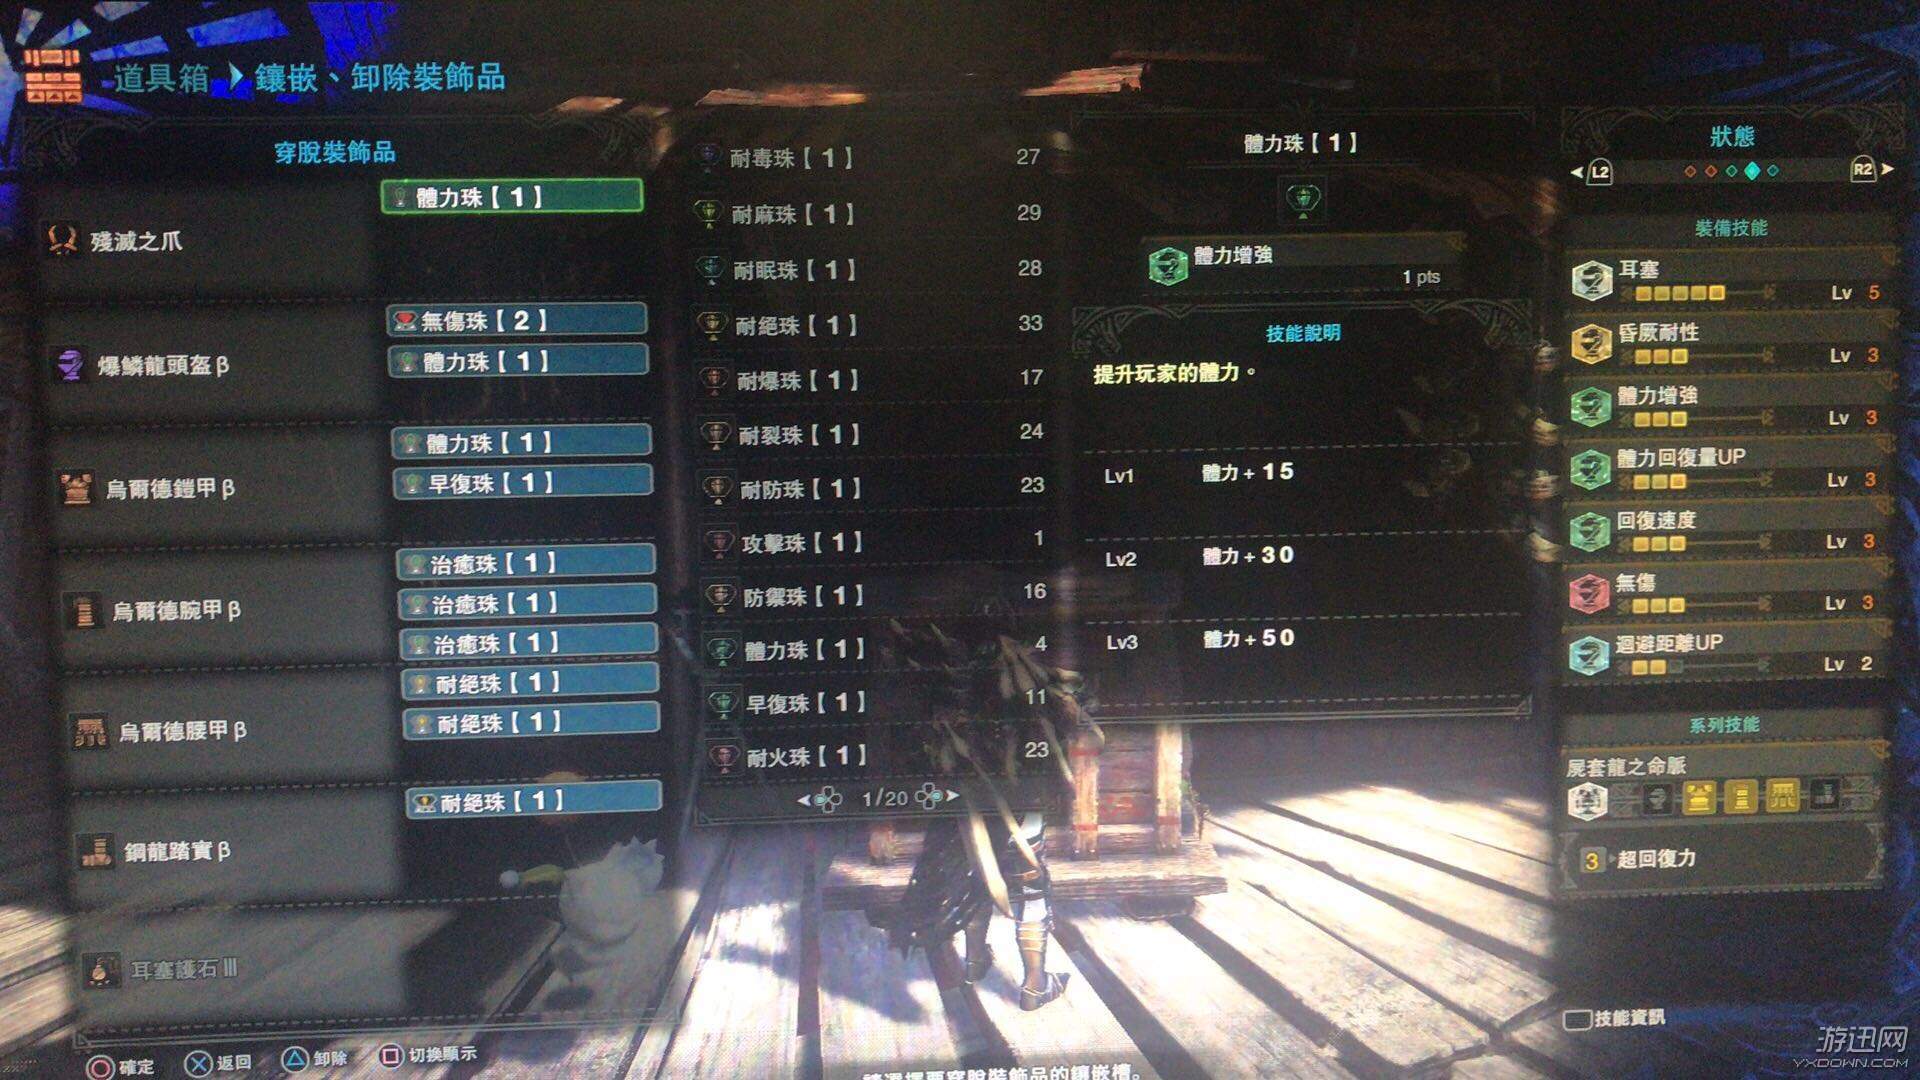 道具箱 鑲嵌、卸除裝飾品
穿脫裝飾品
體力珠【1】
殘滅之爪
無傷珠【2】
體力珠【1】
爆鱗龍頭盔β
體力珠【1】
早復珠【1】
烏爾德鎧甲β
治癒珠【1】
治癒珠【1】
治癒珠【1】
烏爾德腕甲β
耐絕珠【1】
耐絕珠【1】
烏爾德腰甲β
耐絕珠【1】
鋼龍踏實β
耳塞護石Ⅲ
耐毒珠【1】 27
耐麻珠【1】 29
耐眠珠【1】 28
耐絕珠【1】 33
耐爆珠【1】 17
耐裂珠【1】 24
耐防珠【1】 23
攻擊珠【1】 1
防禦珠【1】 16
體力珠【1】 4
早復珠【1】 11
耐火珠【1】 23
1/20
體力珠【1】
體力增強
1 pts
技能說明
提升玩家的體力。
Lv1 體力+15
Lv2 體力+30
Lv3 體力+50
狀態
L2 R2
裝備技能
耳塞
Lv 5
昏厥耐性
Lv 3
體力增強
Lv 3
體力回復量UP
Lv 3
回復速度
Lv 3
無傷
Lv 3
迴避距離UP
Lv 2
系列技能
屍套龍之命脈
3 超回復力
技能資訊
確定 返回 卸除 切換顯示
請選擇要穿脫裝飾品的鑲嵌槽。
游迅网
YXDOWN.COM